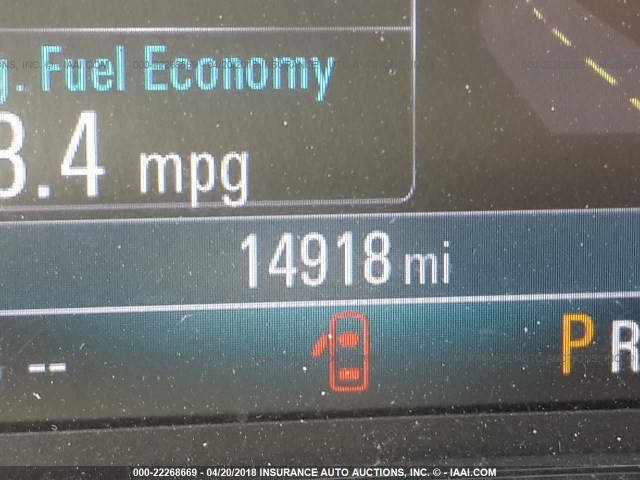 g. Fuel Economy
3.4 mpg
14918 mi
--
P R
000-22268669 - 04/20/2018 INSURANCE AUTO AUCTIONS, INC. © - IAAI.COM